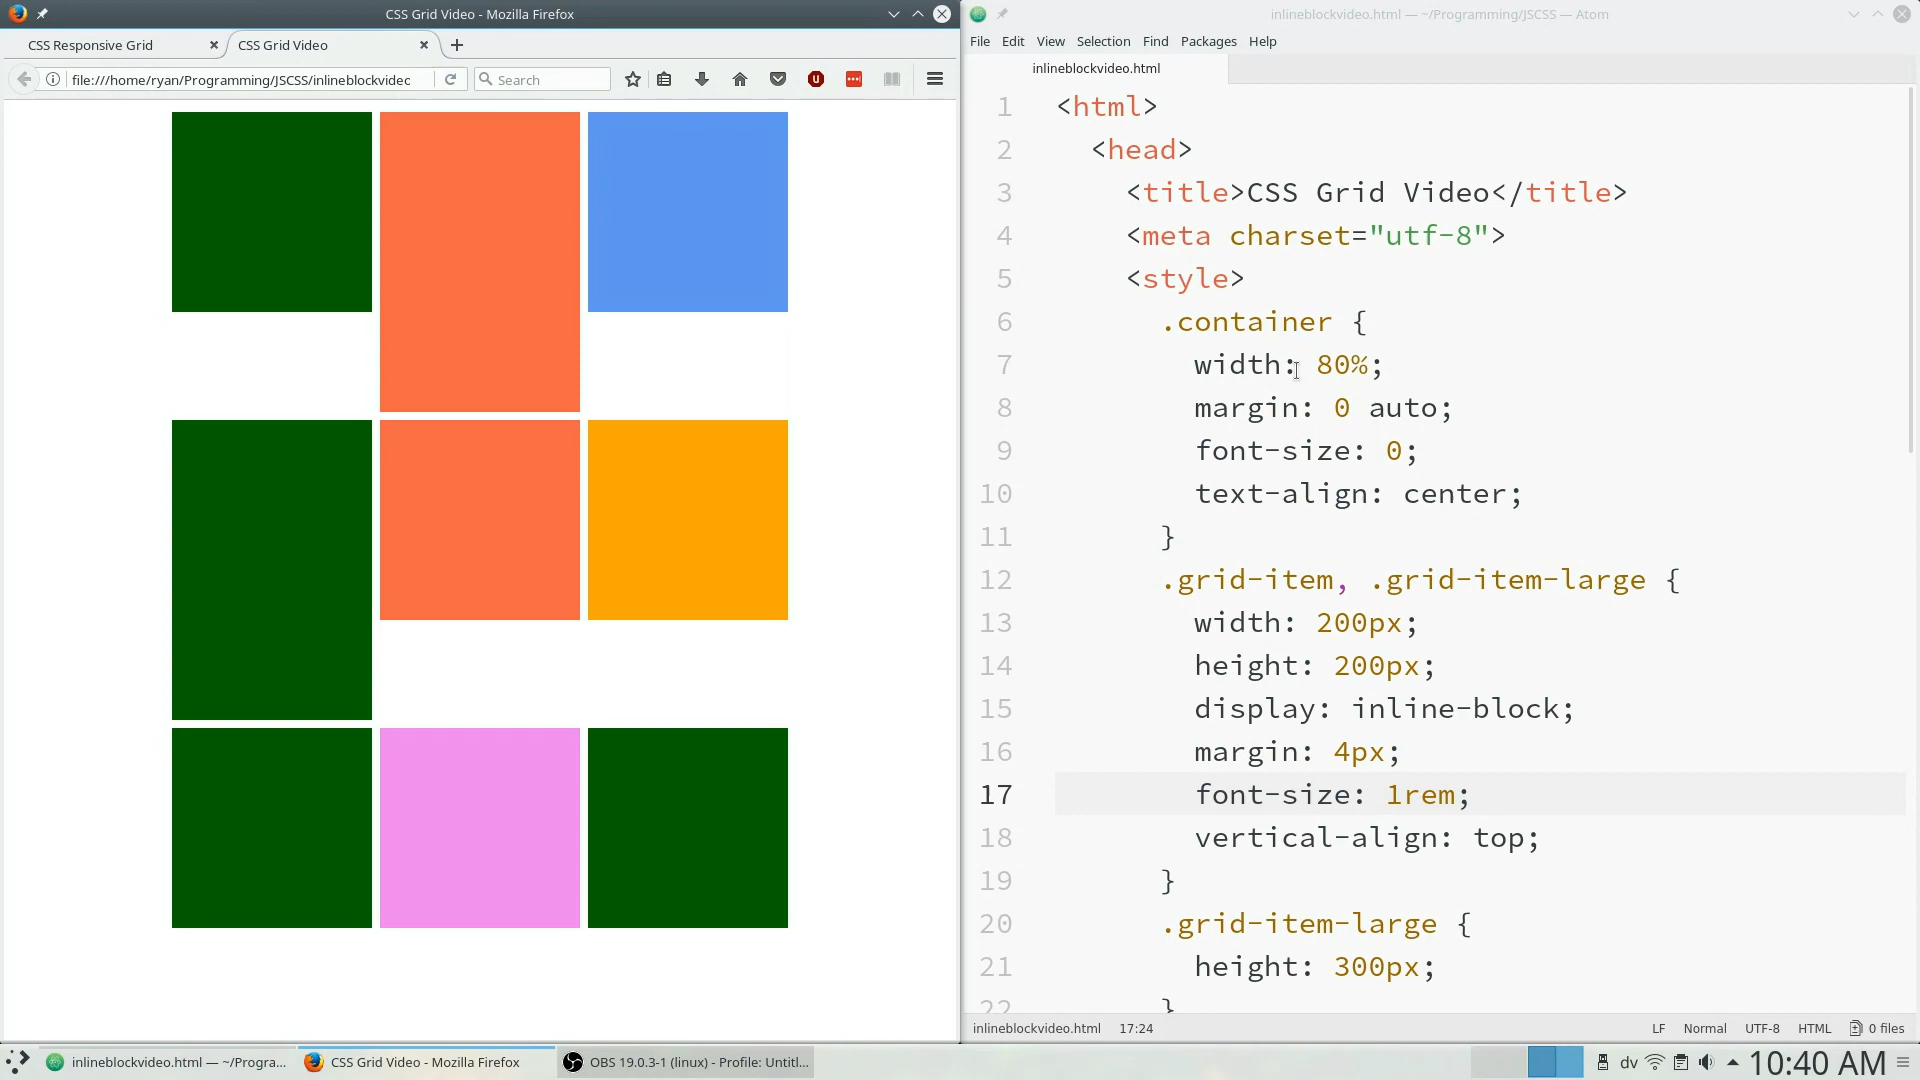 CSS Grid Video - Mozilla Firefox
CSS Responsive Grid
CSS Grid Video
file:///home/ryan/Programming/JSCSS/inlineblockvidec
Search
inlineblockvideo.html — ~/Programming/JSCSS — Atom
File Edit View Selection Find Packages Help
inlineblockvideo.html
1 <html>
2 <head>
3 <title>CSS Grid Video</title>
4 <meta charset="utf-8">
5 <style>
6 .container {
7 width: 80%;
8 margin: 0 auto;
9 font-size: 0;
10 text-align: center;
11 }
12 .grid-item, .grid-item-large {
13 width: 200px;
14 height: 200px;
15 display: inline-block;
16 margin: 4px;
17 font-size: 1rem;
18 vertical-align: top;
19 }
20 .grid-item-large {
21 height: 300px;
22 }
inlineblockvideo.html 17:24 LF Normal UTF-8 HTML 0 files
inlineblockvideo.html — ~/Progra... CSS Grid Video - Mozilla Firefox OBS 19.0.3-1 (linux) - Profile: Untitl... dv 10:40 AM